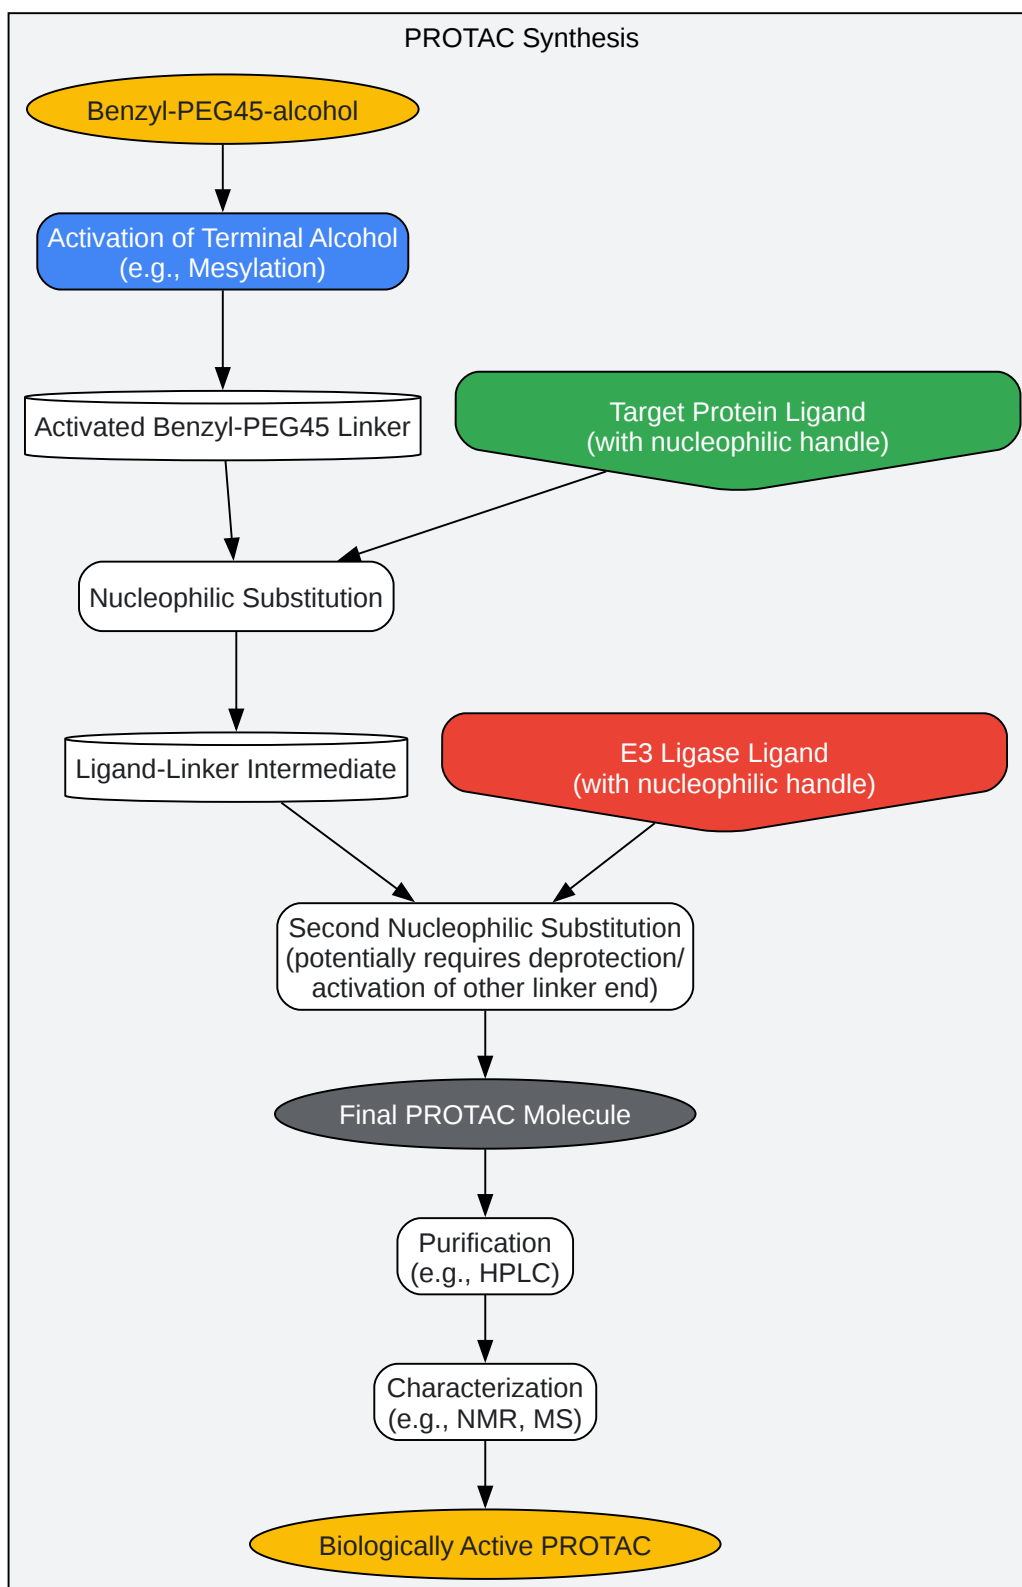 PROTAC Synthesis
Benzyl-PEG45-alcohol
Activation of Terminal Alcohol
(e.g., Mesylation)
Activated Benzyl-PEG45 Linker
Target Protein Ligand
(with nucleophilic handle)
Nucleophilic Substitution
Ligand-Linker Intermediate
E3 Ligase Ligand
(with nucleophilic handle)
Second Nucleophilic Substitution
(potentially requires deprotection/
activation of other linker end)
Final PROTAC Molecule
Purification
(e.g., HPLC)
Characterization
(e.g., NMR, MS)
Biologically Active PROTAC